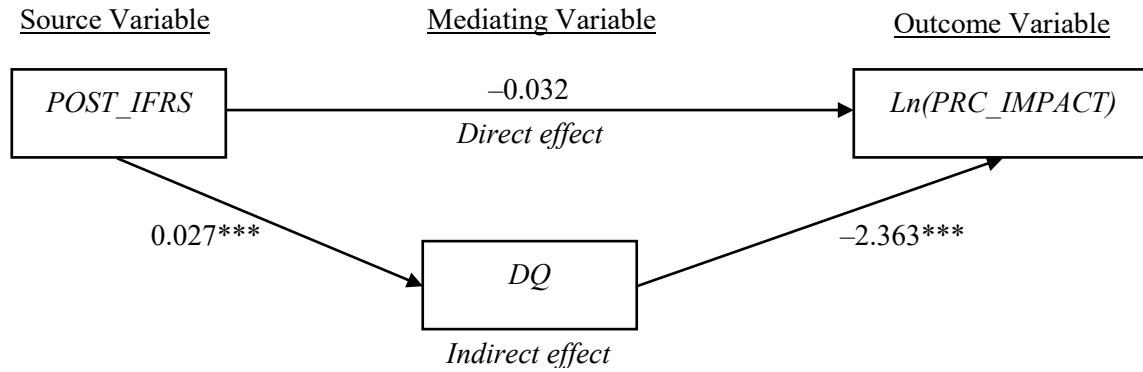 Source Variable
Mediating Variable
Outcome Variable
POST_IFRS
–0.032
Ln(PRC_IMPACT)
Direct effect
0.027***
–2.363***
DQ
Indirect effect